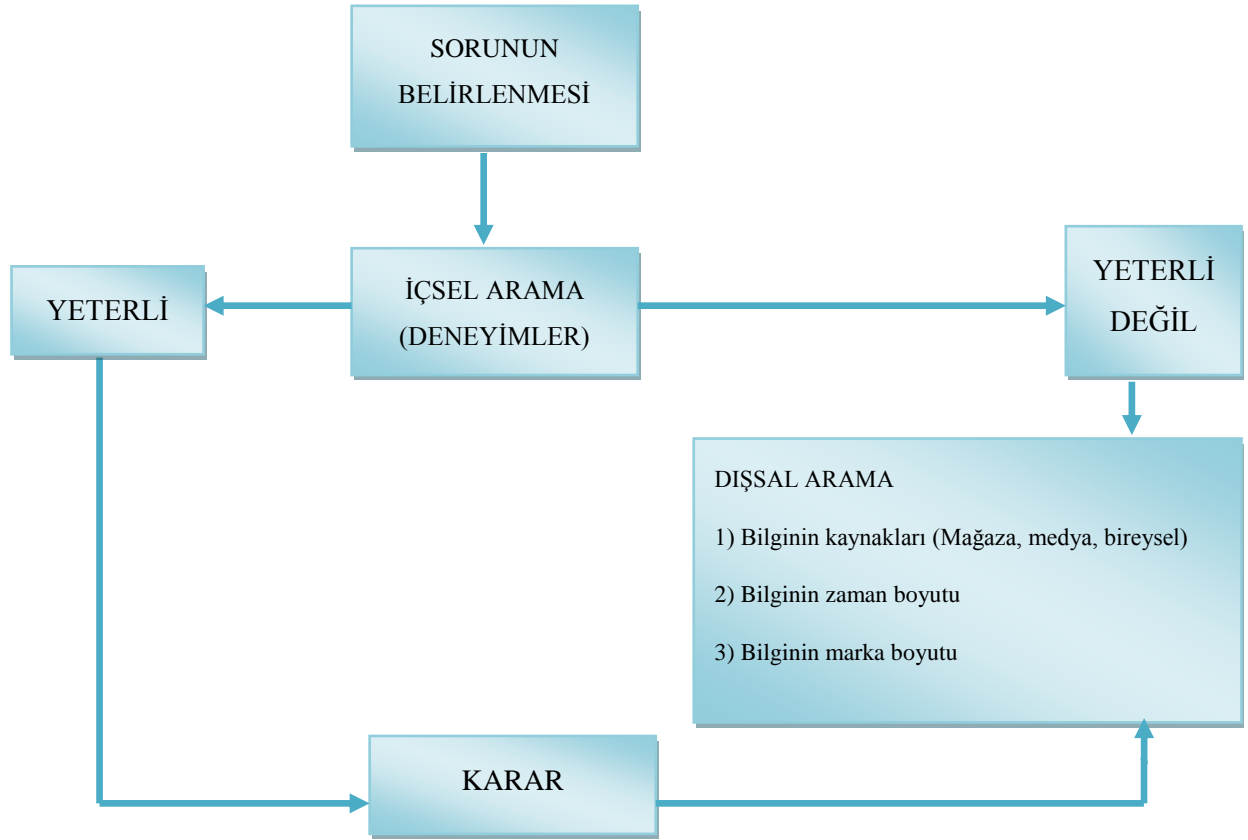 SORUNUN
BELİRLENMESİ
İÇSEL ARAMA
(DENEYİMLER)
YETERLİ
YETERLİ
DEĞİL
DIŞSAL ARAMA
1) Bilginin kaynakları (Mağaza, medya, bireysel)
2) Bilginin zaman boyutu
3) Bilginin marka boyutu
KARAR